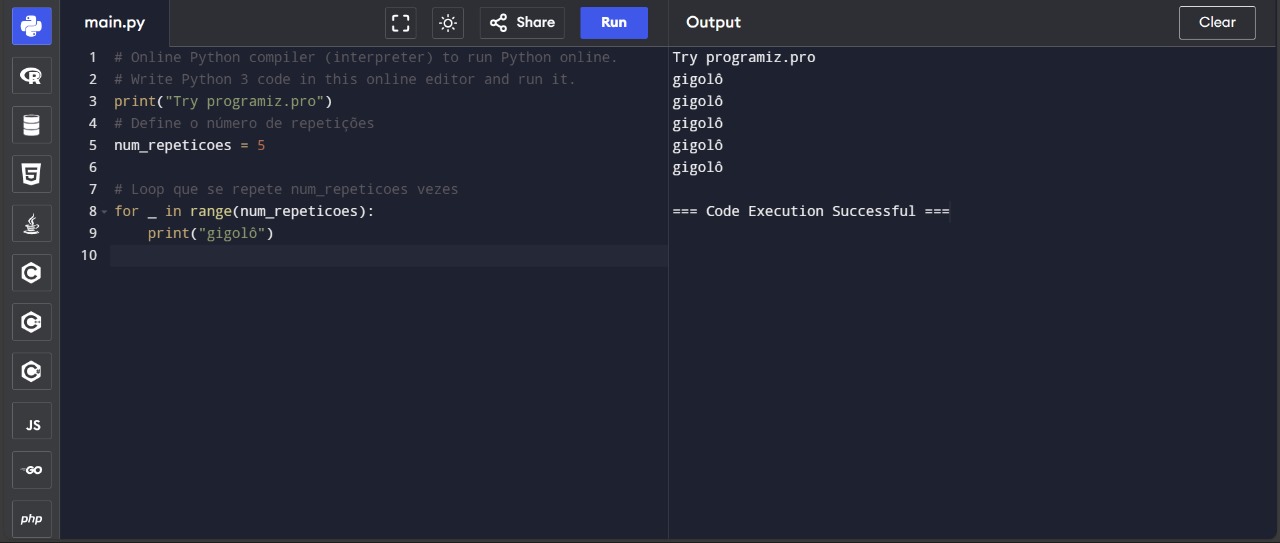 main.py
Share
Run
Output
Clear
1 # Online Python compiler (interpreter) to run Python online.
2 # Write Python 3 code in this online editor and run it.
3 print("Try programiz.pro")
4 # Define o número de repetições
5 num_repeticoes = 5
6
7 # Loop que se repete num_repeticoes vezes
8 for _ in range(num_repeticoes):
9     print("gigolô")
10
Try programiz.pro
gigolô
gigolô
gigolô
gigolô
gigolô
=== Code Execution Successful ===
R
5
C
C
C
JS
GO
php